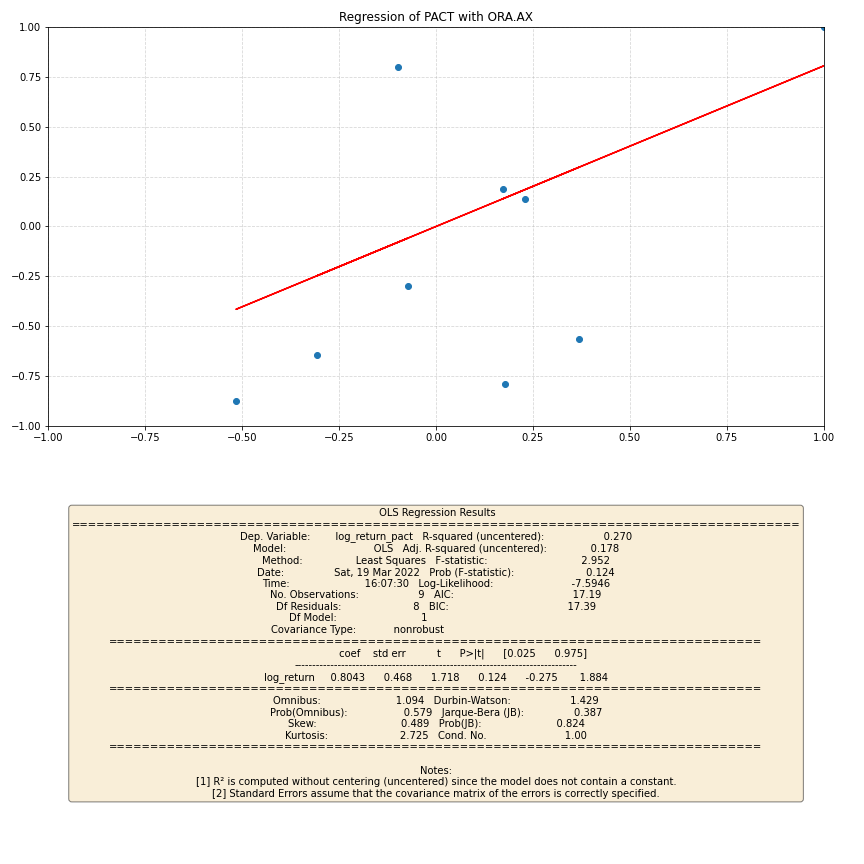 Regression of PACT with ORA.AX
1.00
0.75
0.50
0.25
0.00
−0.25
−0.50
−0.75
−1.00
−1.00 −0.75 −0.50 −0.25 0.00 0.25 0.50 0.75 1.00
OLS Regression Results
==============================================================================
Dep. Variable: log_return_pact R-squared (uncentered): 0.270
Model: OLS Adj. R-squared (uncentered): 0.178
Method: Least Squares F-statistic: 2.952
Date: Sat, 19 Mar 2022 Prob (F-statistic): 0.124
Time: 16:07:30 Log-Likelihood: -7.5946
No. Observations: 9 AIC: 17.19
Df Residuals: 8 BIC: 17.39
Df Model: 1
Covariance Type: nonrobust
==============================================================================
coef std err t P>|t| [0.025 0.975]
------------------------------------------------------------------------------
log_return 0.8043 0.468 1.718 0.124 -0.275 1.884
==============================================================================
Omnibus: 1.094 Durbin-Watson: 1.429
Prob(Omnibus): 0.579 Jarque-Bera (JB): 0.387
Skew: 0.489 Prob(JB): 0.824
Kurtosis: 2.725 Cond. No. 1.00
==============================================================================
Notes:
[1] R² is computed without centering (uncentered) since the model does not contain a constant.
[2] Standard Errors assume that the covariance matrix of the errors is correctly specified.